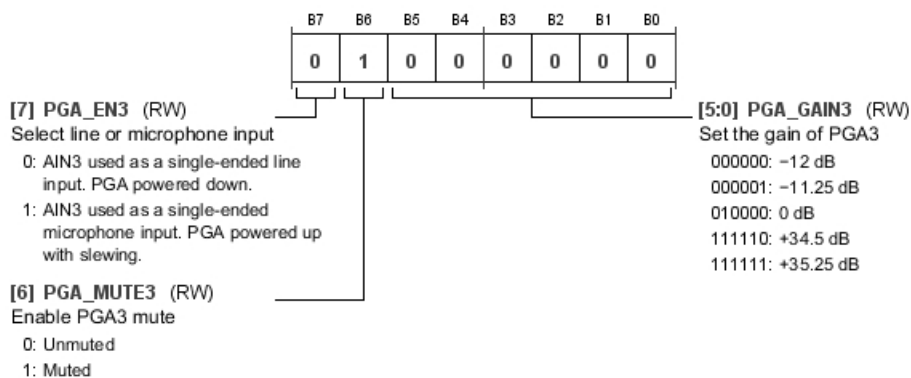 B7 B6 B5 B4 B3 B2 B1 B0
0 1 0 0 0 0 0 0
[7] PGA_EN3 (RW)
Select line or microphone input
0: AIN3 used as a single-ended line
input. PGA powered down.
1: AIN3 used as a single-ended
microphone input. PGA powered up
with slewing.
[6] PGA_MUTE3 (RW)
Enable PGA3 mute
0: Unmuted
1: Muted
[5:0] PGA_GAIN3 (RW)
Set the gain of PGA3
000000: −12 dB
000001: −11.25 dB
010000: 0 dB
111110: +34.5 dB
111111: +35.25 dB